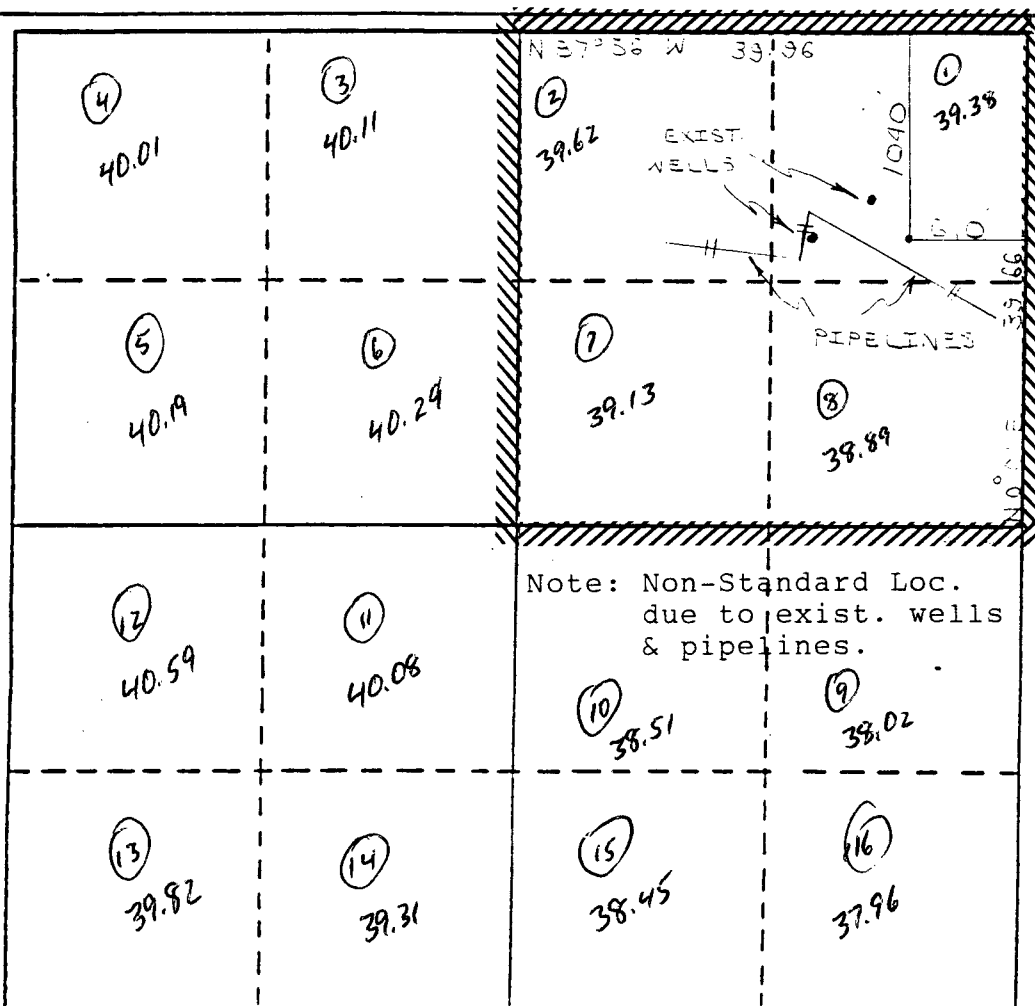 N 37° 56 W 39.96
④ 40.01
③ 40.11
② 39.62
① 39.38
EXIST.
WELLS
1040
39 66
PIPELINES
⑤ 40.19
⑥ 40.29
⑦ 39.13
⑧ 38.89
Note: Non-Standard Loc.
due to exist. wells
& pipelines.
⑫ 40.59
⑪ 40.08
⑩ 38.51
⑨ 38.02
⑬ 39.82
⑭ 39.31
⑮ 38.45
⑯ 37.96